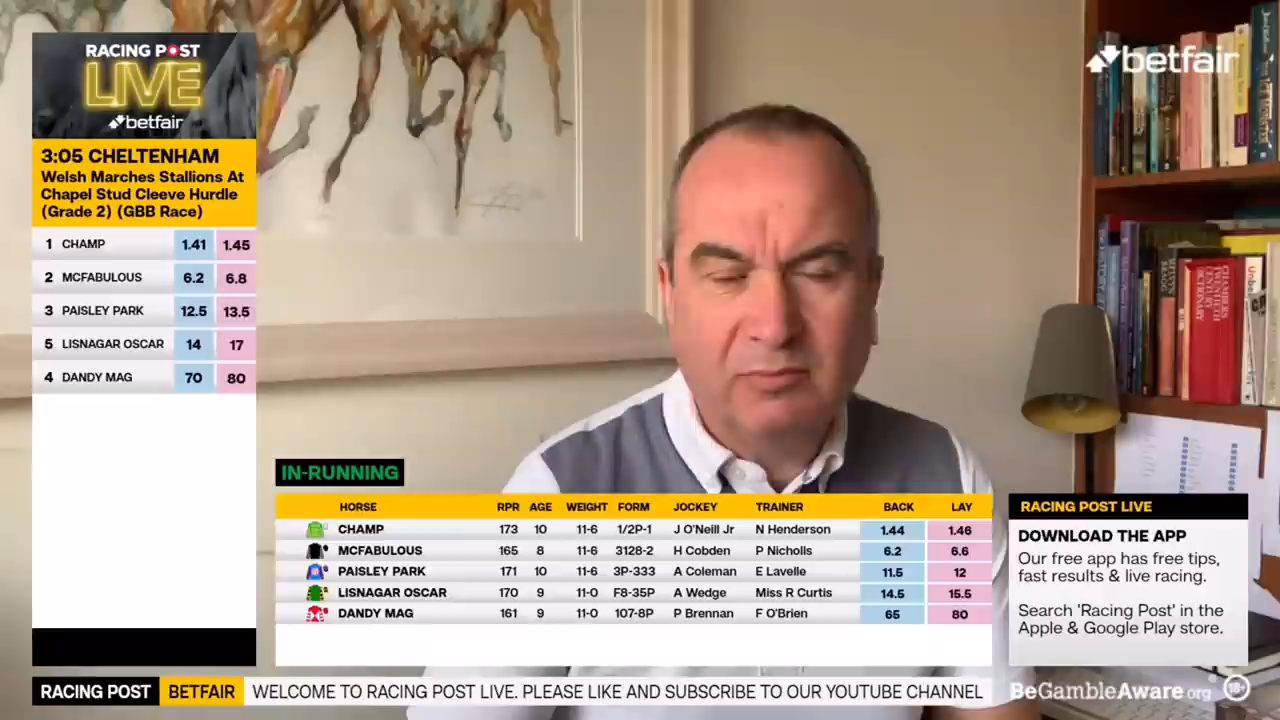 RACING POST
LIVE
betfair
3:05 CHELTENHAM
Welsh Marches Stallions At
Chapel Stud Cleeve Hurdle
(Grade 2) (GBB Race)
1 CHAMP 1.41 1.45
2 MCFABULOUS 6.2 6.8
3 PAISLEY PARK 12.5 13.5
5 LISNAGAR OSCAR 14 17
4 DANDY MAG 70 80
betfair
CHAMBERS
TWENTIETH
CENTURY
DICTIONARY
IN-RUNNING
HORSE RPR AGE WEIGHT FORM JOCKEY TRAINER BACK LAY
CHAMP 173 10 11-6 1/2P-1 J O'Neill Jr N Henderson 1.44 1.46
MCFABULOUS 165 8 11-6 3128-2 H Cobden P Nicholls 6.2 6.6
PAISLEY PARK 171 10 11-6 3P-333 A Coleman E Lavelle 11.5 12
LISNAGAR OSCAR 170 9 11-0 F8-35P A Wedge Miss R Curtis 14.5 15.5
DANDY MAG 161 9 11-0 107-8P P Brennan F O'Brien 65 80
RACING POST LIVE
DOWNLOAD THE APP
Our free app has free tips,
fast results & live racing.
Search 'Racing Post' in the
Apple & Google Play store.
RACING POST BETFAIR WELCOME TO RACING POST LIVE. PLEASE LIKE AND SUBSCRIBE TO OUR YOUTUBE CHANNEL
BeGambleAware.org 18+